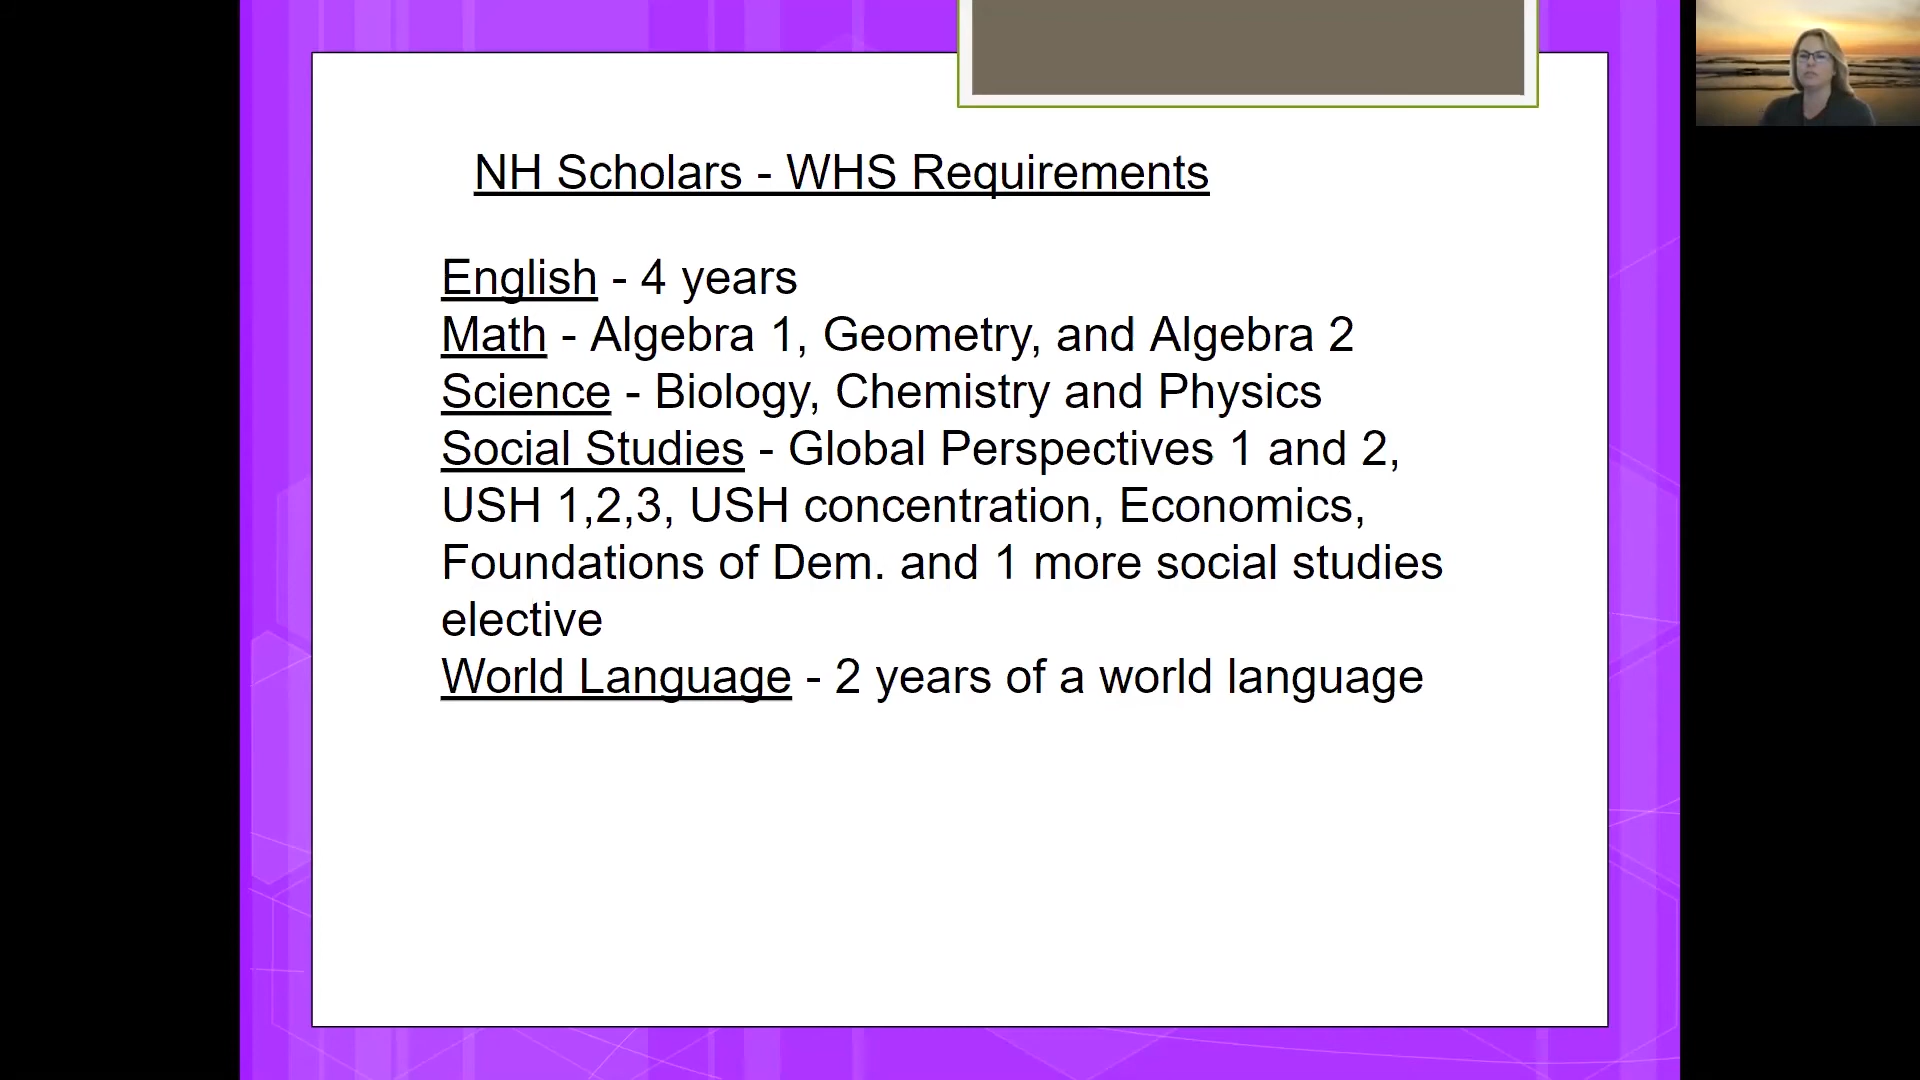 NH Scholars - WHS Requirements
English - 4 years
Math - Algebra 1, Geometry, and Algebra 2
Science - Biology, Chemistry and Physics
Social Studies - Global Perspectives 1 and 2,
USH 1,2,3, USH concentration, Economics,
Foundations of Dem. and 1 more social studies
elective
World Language - 2 years of a world language